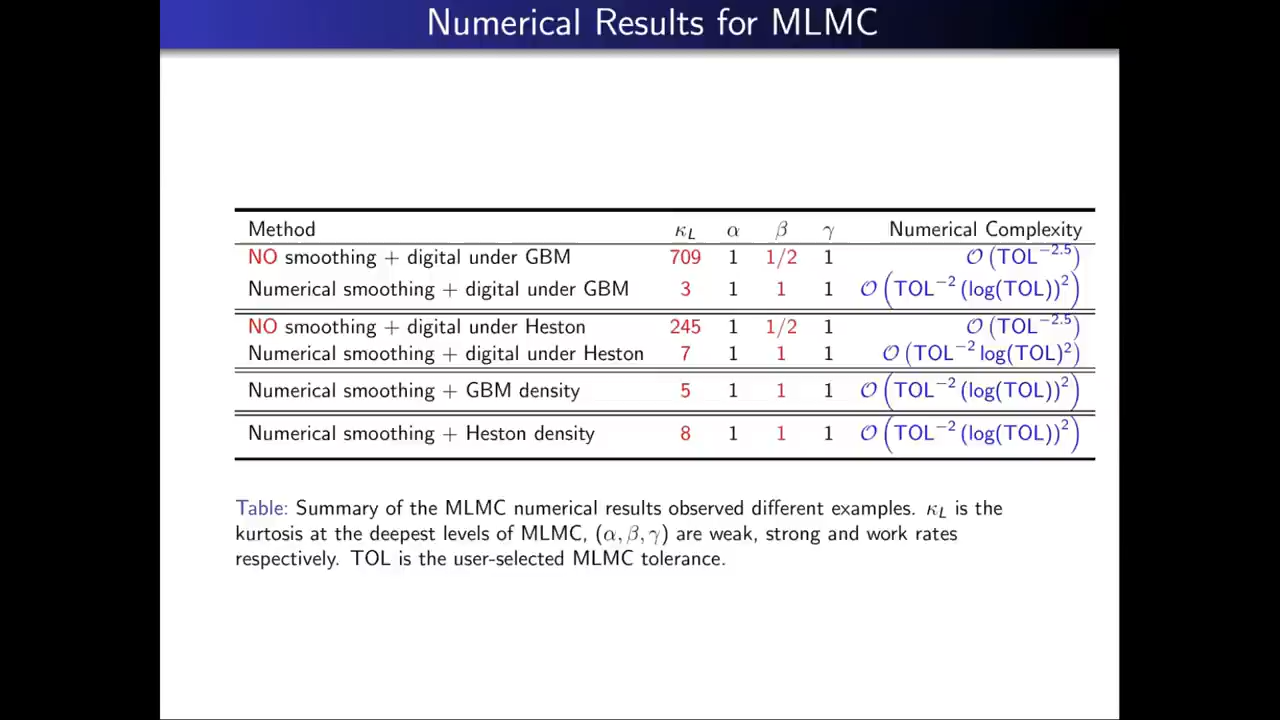 Numerical Results for MLMC
Method κ_L α β γ Numerical Complexity
NO smoothing + digital under GBM 709 1 1/2 1 𝒪(TOL^−2.5)
Numerical smoothing + digital under GBM 3 1 1 1 𝒪(TOL^−2 (log(TOL))^2)
NO smoothing + digital under Heston 245 1 1/2 1 𝒪(TOL^−2.5)
Numerical smoothing + digital under Heston 7 1 1 1 𝒪(TOL^−2 log(TOL)^2)
Numerical smoothing + GBM density 5 1 1 1 𝒪(TOL^−2 (log(TOL))^2)
Numerical smoothing + Heston density 8 1 1 1 𝒪(TOL^−2 (log(TOL))^2)
Table: Summary of the MLMC numerical results observed different examples. κ_L is the
kurtosis at the deepest levels of MLMC, (α, β, γ) are weak, strong and work rates
respectively. TOL is the user-selected MLMC tolerance.